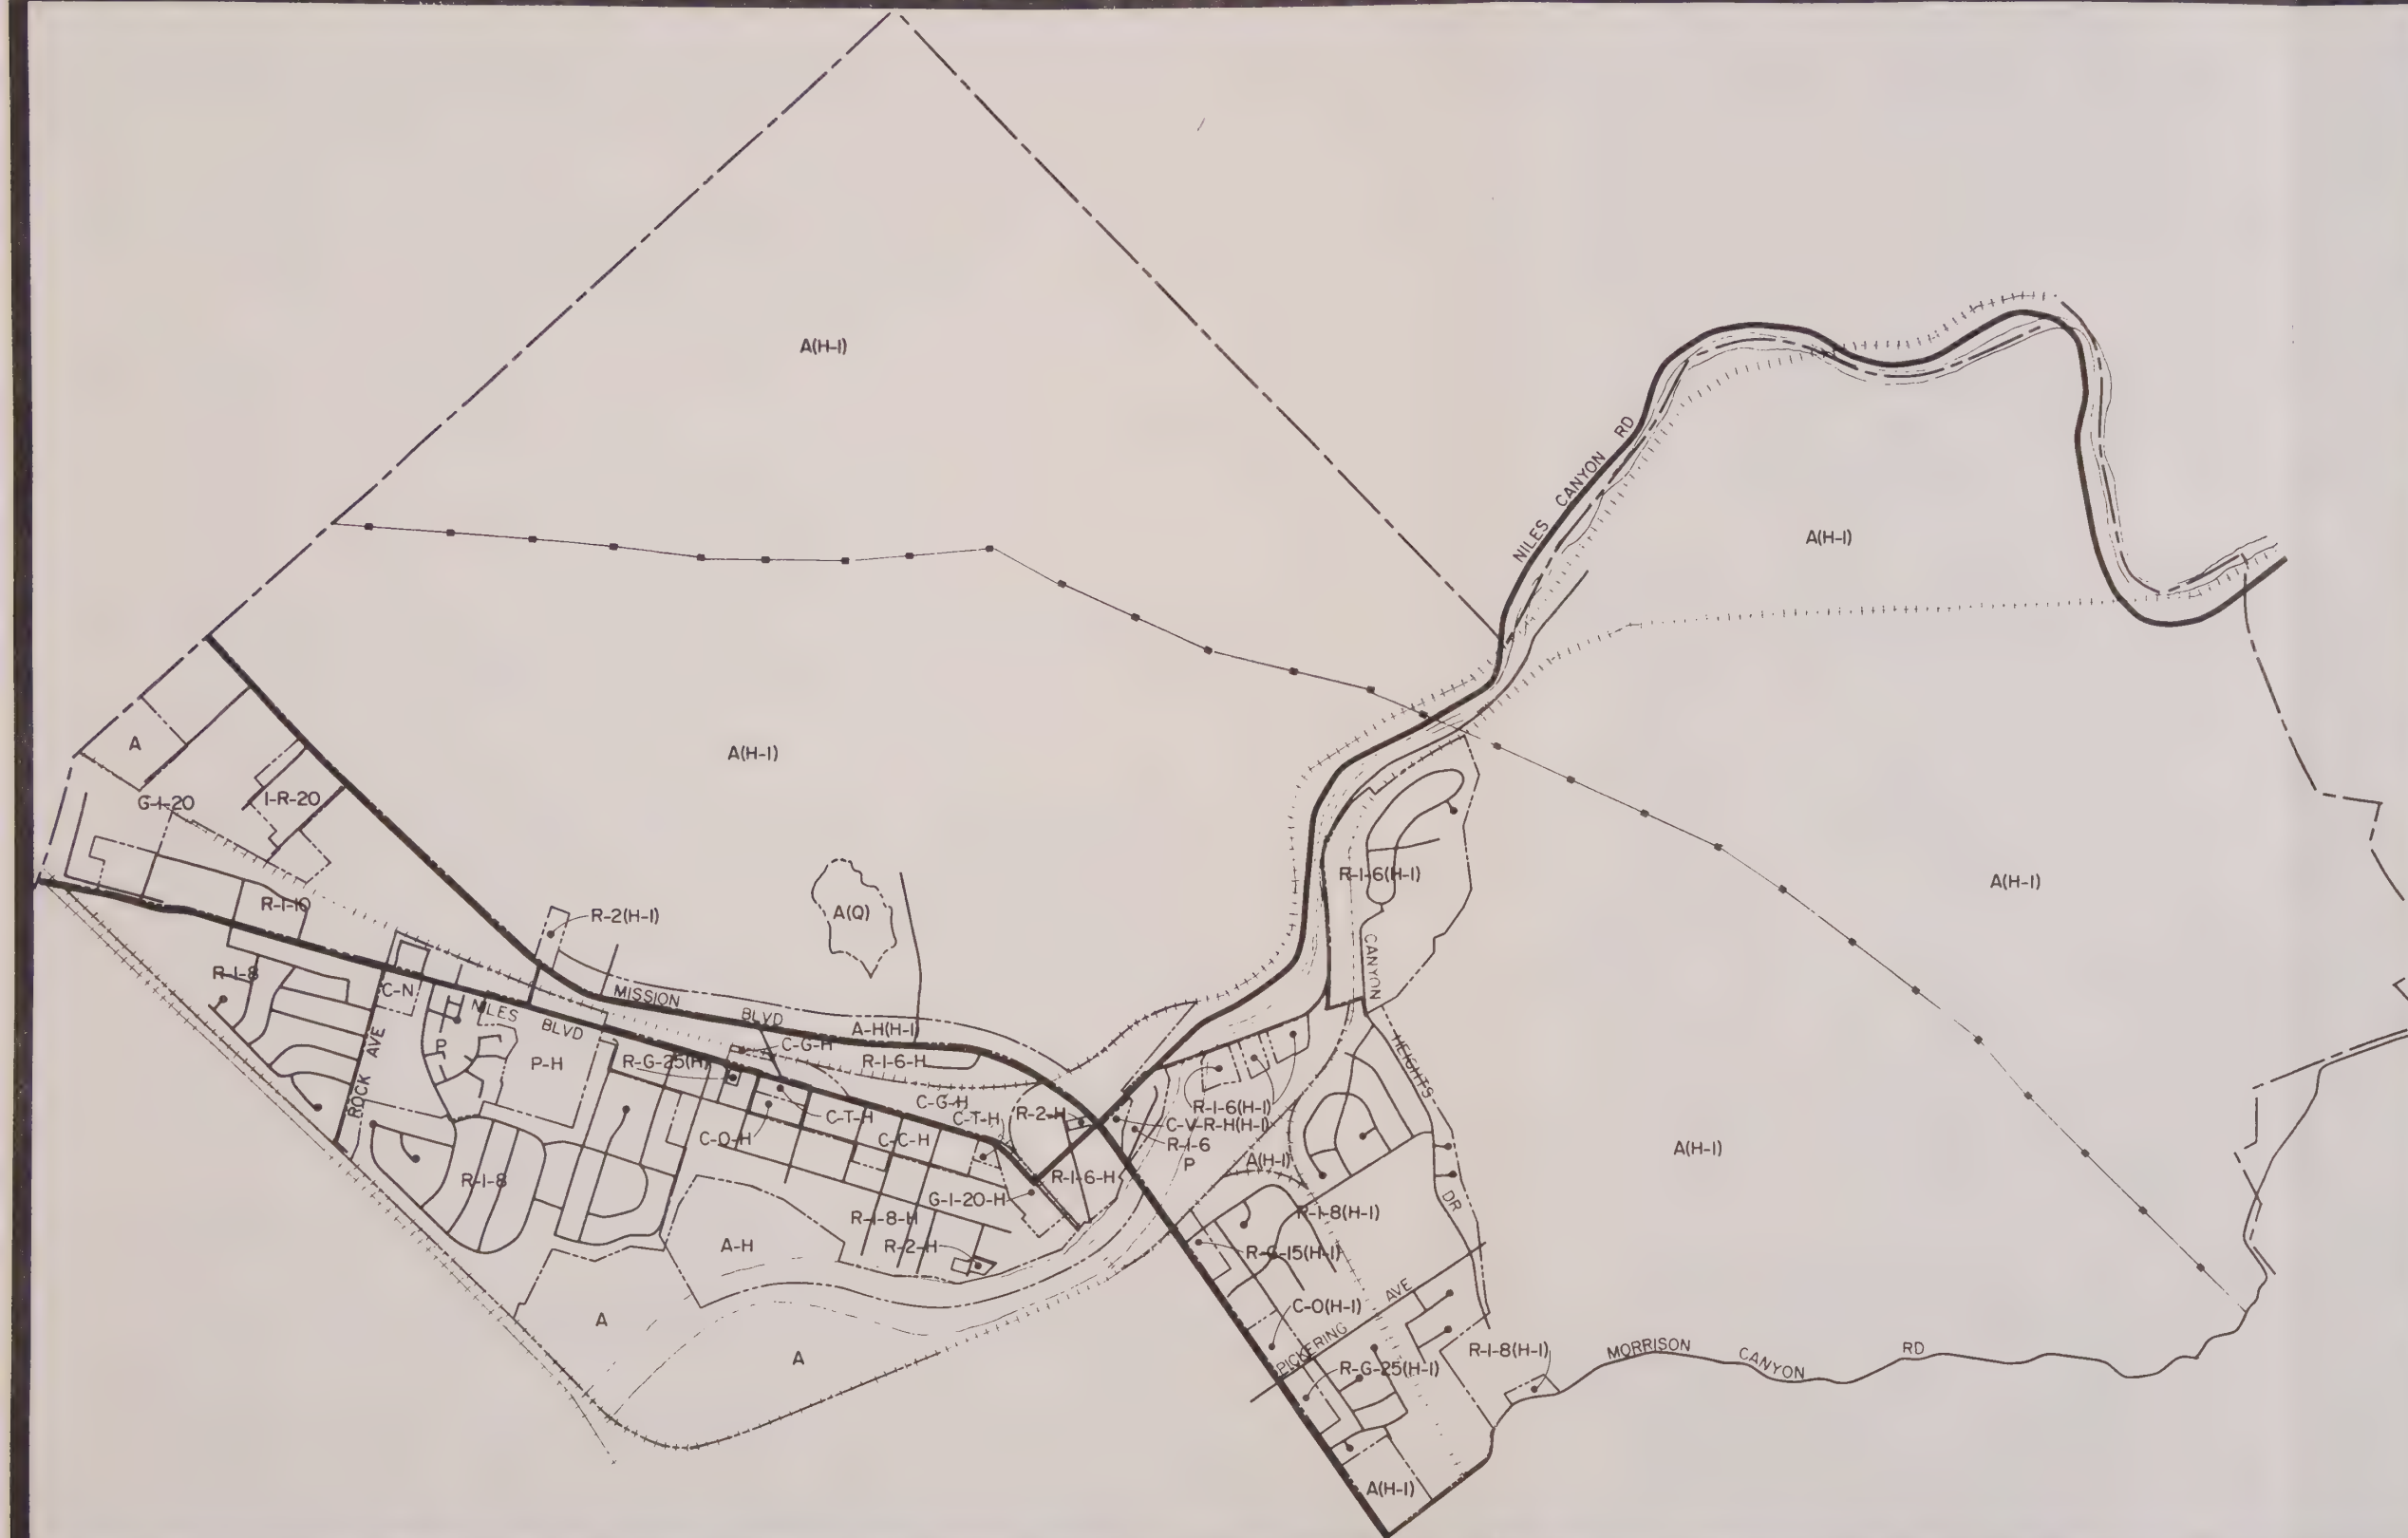 A(H-I)
NILES CANYON RD
A(H-I)
A(H-I)
A
G-I-20
I-R-20
R-I-6(H-I)
A(H-I)
R-I-10
R-2(H-I)
A(Q)
CANYON HEIGHTS DR
R-I-8
C-N
MISSION BLVD
NILES BLVD
A-H(H-I)
ROCK AVE
P
P-H
R-G-25(H)
C-G-H
R-I-6-H
C-G-H
C-T-H
R-2-H
R-I-6(H-I)
C-V-R-H(H-I)
R-I-6
P
C-T-H
C-O-H
C-C-H
A(H-I)
A(H-I)
R-I-8
R-I-6-H
G-I-20-H
R-I-8-H
R-I-8(H-I)
A-H
R-2-H
R-G-15(H-I)
C-O(H-I)
A
PICKERING AVE
A
R-G-25(H-I)
R-I-8(H-I)
MORRISON CANYON RD
A(H-I)